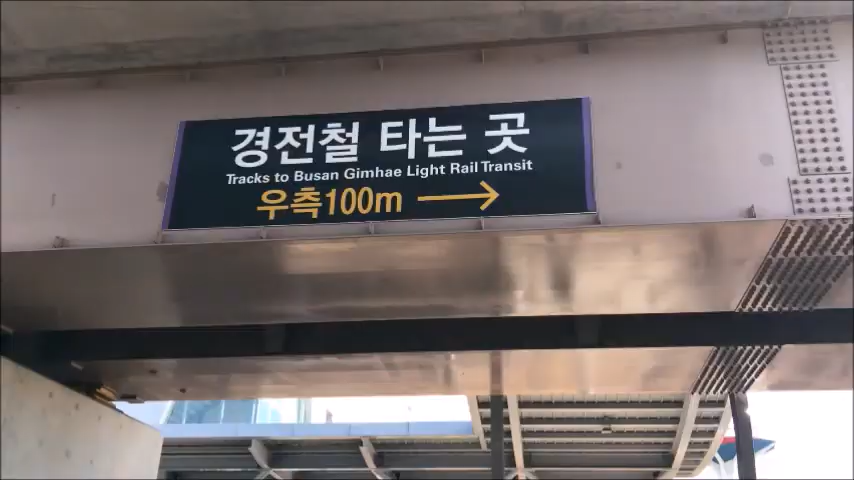 경전철 타는 곳
Tracks to Busan Gimhae Light Rail Transit
우측100m →